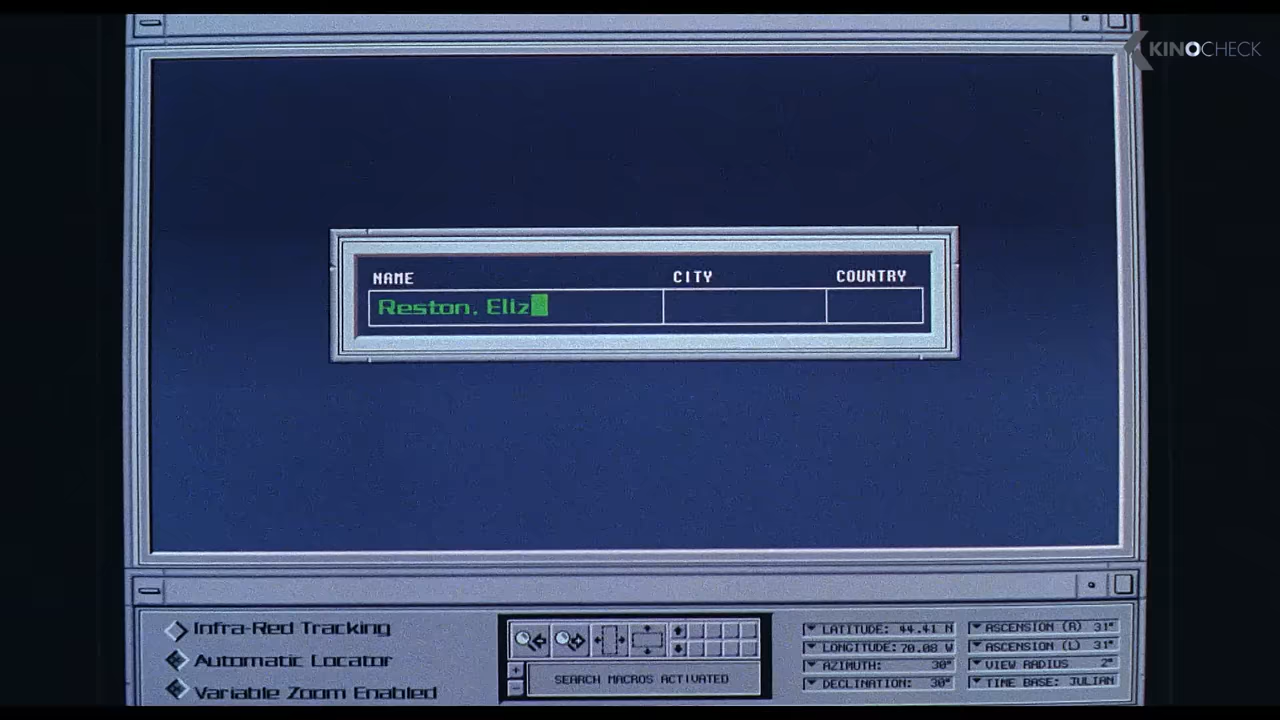 KINOCHECK
NAME CITY COUNTRY
Reston. Eliz
Infra-Red Tracking
Automatic Locator
Variable Zoom Enabled
+
−
SEARCH MACROS ACTIVATED
LATITUDE: 44.41 N
LONGITUDE: 70.08 W
AZIMUTH: 30°
DECLINATION: 30°
ASCENSION (R) 31°
ASCENSION (L) 31°
VIEW RADIUS 2°
TIME BASE: JULIAN